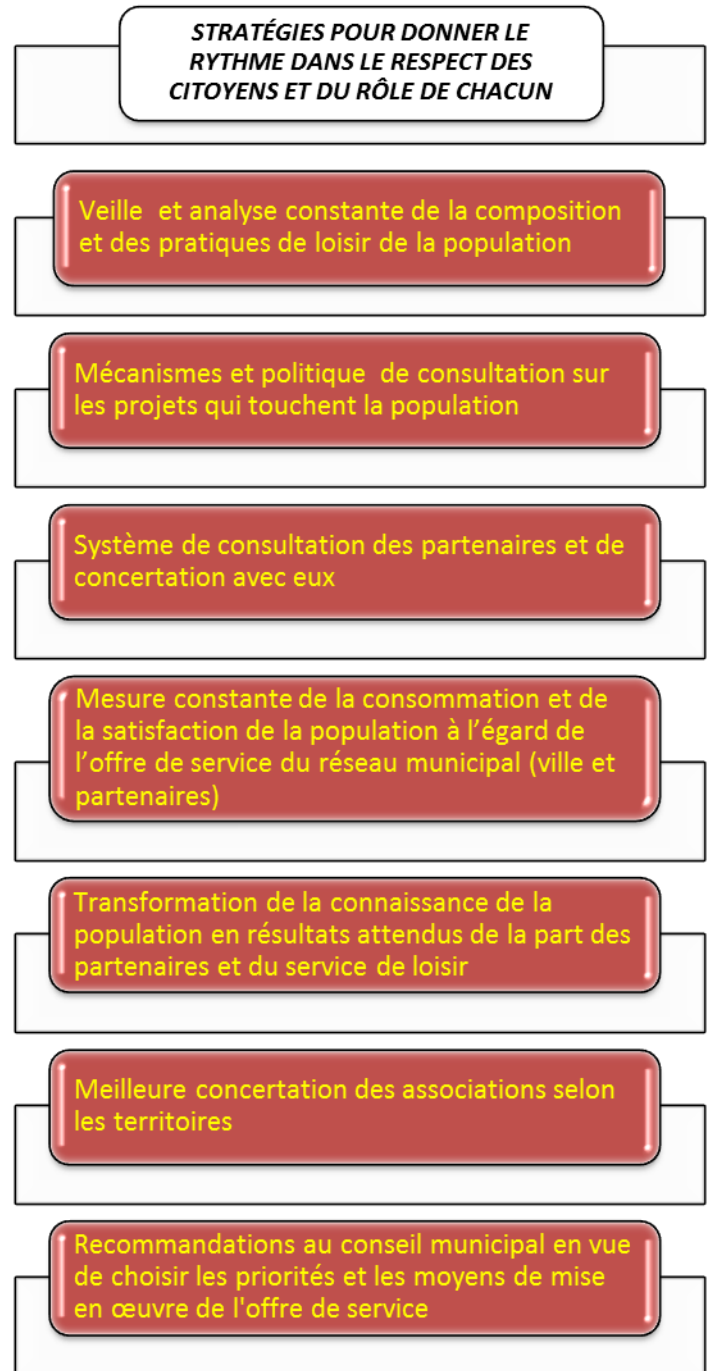 STRATÉGIES POUR DONNER LE
RYTHME DANS LE RESPECT DES
CITOYENS ET DU RÔLE DE CHACUN
Veille et analyse constante de la composition
et des pratiques de loisir de la population
Mécanismes et politique de consultation sur
les projets qui touchent la population
Système de consultation des partenaires et de
concertation avec eux
Mesure constante de la consommation et de
la satisfaction de la population à l’égard de
l’offre de service du réseau municipal (ville et
partenaires)
Transformation de la connaissance de la
population en résultats attendus de la part des
partenaires et du service de loisir
Meilleure concertation des associations selon
les territoires
Recommandations au conseil municipal en vue
de choisir les priorités et les moyens de mise
en œuvre de l'offre de service